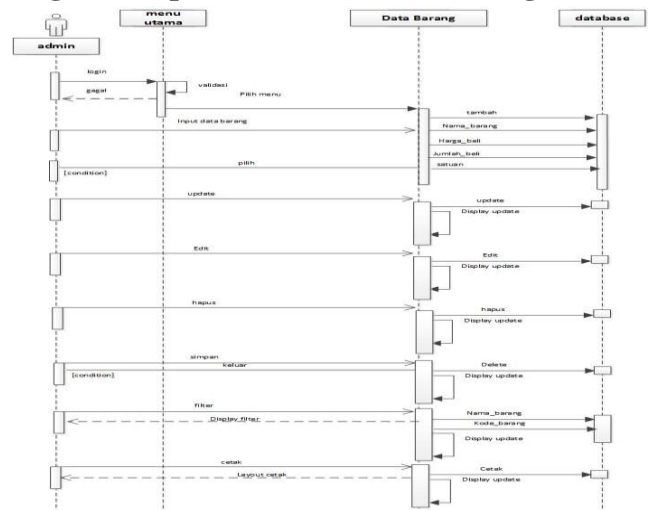 menu
utama
Data Barang
database
admin
login
validasi
gagal
Pilih menu
tambah
Input data barang
Nama_barang
Harga_beli
Jumlah_beli
pilih
satuan
[condition]
update
update
Display update
Edit
Edit
Display update
hapus
hapus
Display update
simpan
keluar
Delete
[condition]
Display update
filter
Nama_barang
Display filter
Kode_barang
Display update
cetak
Cetak
Layout cetak
Display update